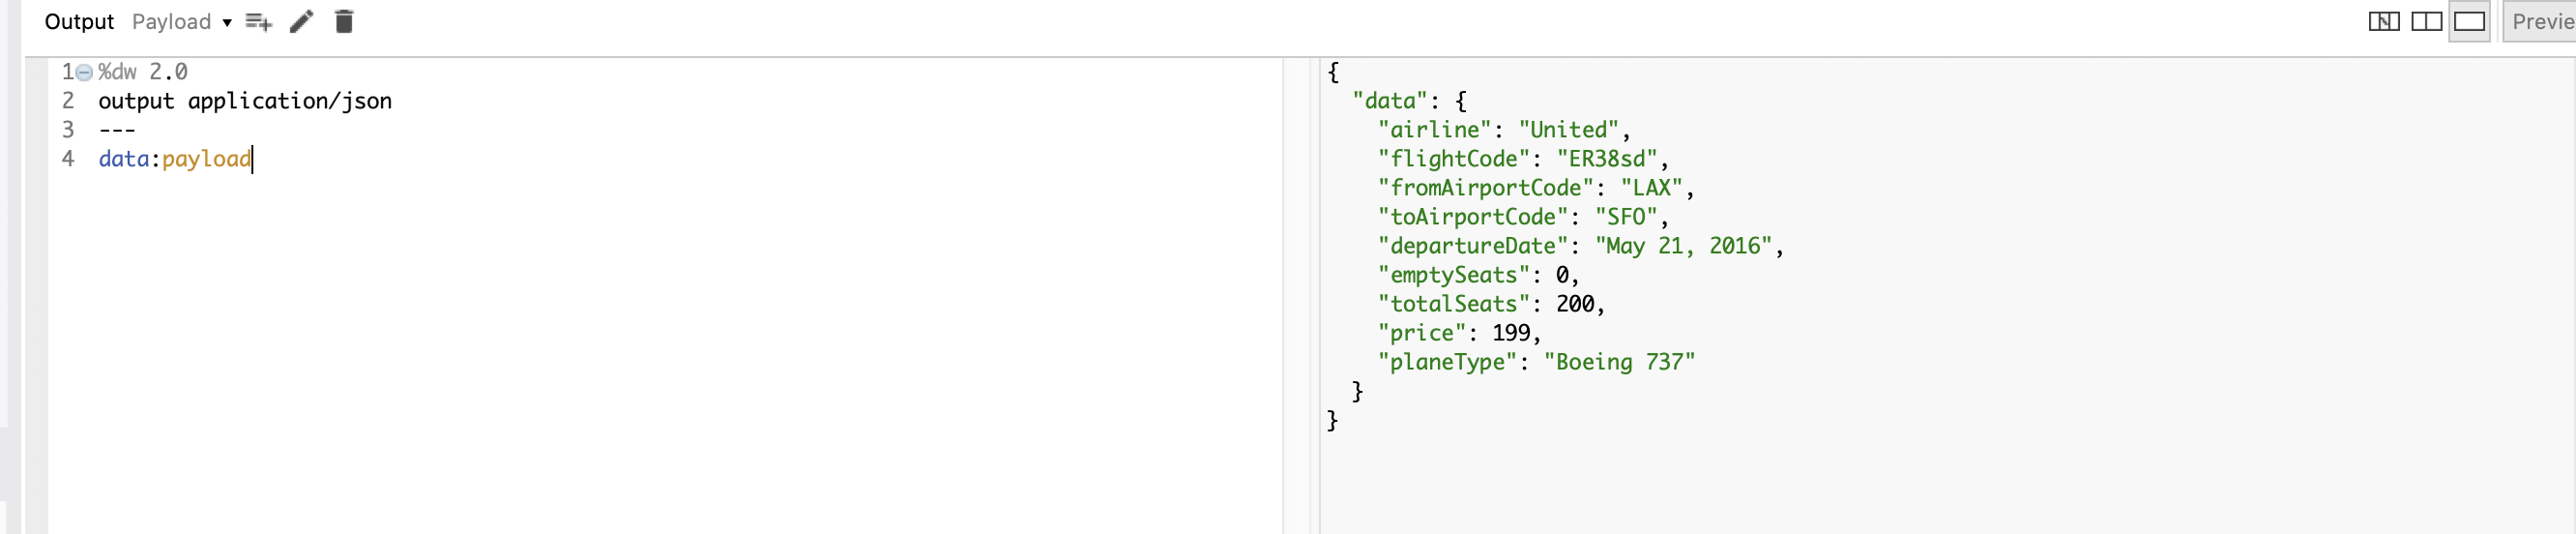 Output Payload
Previe
1 %dw 2.0
2 output application/json
3 ---
4 data:payload
{
"data": {
"airline": "United",
"flightCode": "ER38sd",
"fromAirportCode": "LAX",
"toAirportCode": "SFO",
"departureDate": "May 21, 2016",
"emptySeats": 0,
"totalSeats": 200,
"price": 199,
"planeType": "Boeing 737"
}
}